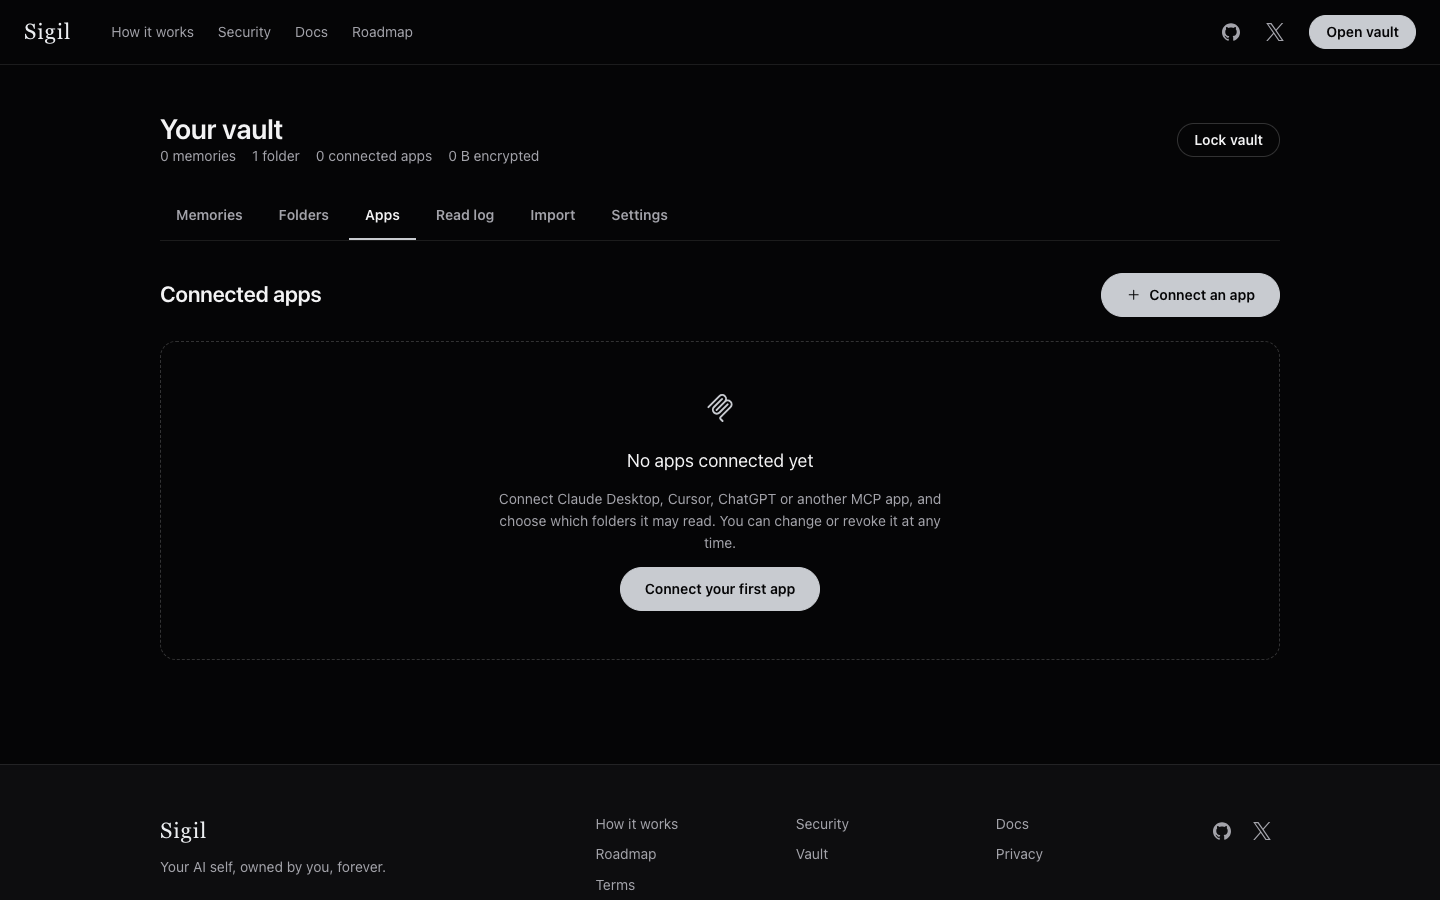 Sigil
How it works
Security
Docs
Roadmap
Open vault
Your vault
0 memories 1 folder 0 connected apps 0 B encrypted
Lock vault
Memories
Folders
Apps
Read log
Import
Settings
Connected apps
+ Connect an app
No apps connected yet
Connect Claude Desktop, Cursor, ChatGPT or another MCP app, and
choose which folders it may read. You can change or revoke it at any
time.
Connect your first app
Sigil
Your AI self, owned by you, forever.
How it works
Security
Docs
Roadmap
Vault
Privacy
Terms